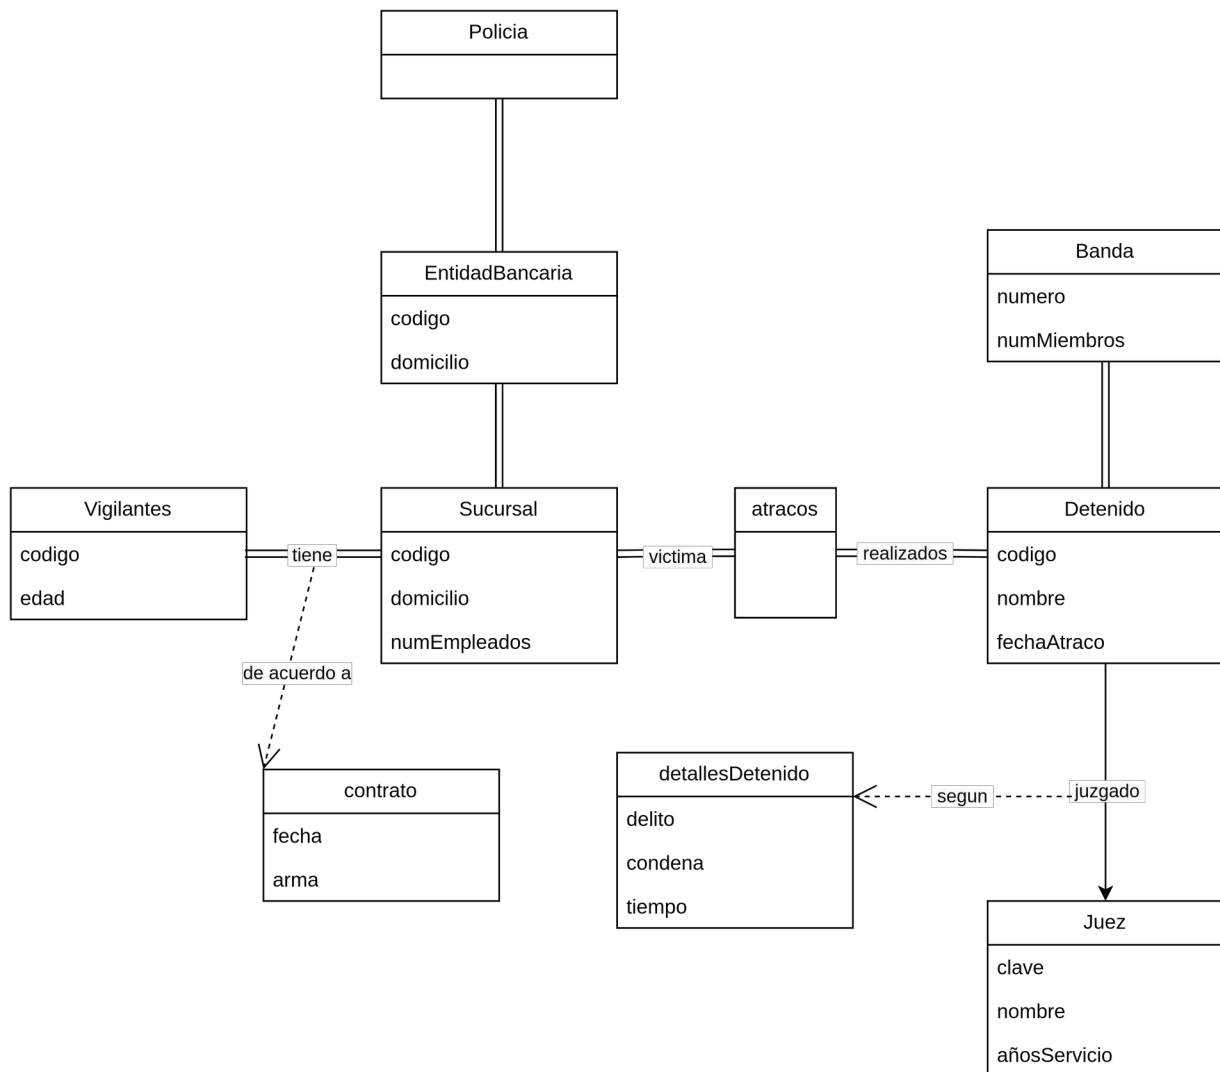 Policia
EntidadBancaria
codigo
domicilio
Banda
numero
numMiembros
Vigilantes
codigo
edad
tiene
Sucursal
codigo
domicilio
numEmpleados
victima
atracos
realizados
Detenido
codigo
nombre
fechaAtraco
de acuerdo a
contrato
fecha
arma
detallesDetenido
delito
condena
tiempo
segun
juzgado
Juez
clave
nombre
añosServicio